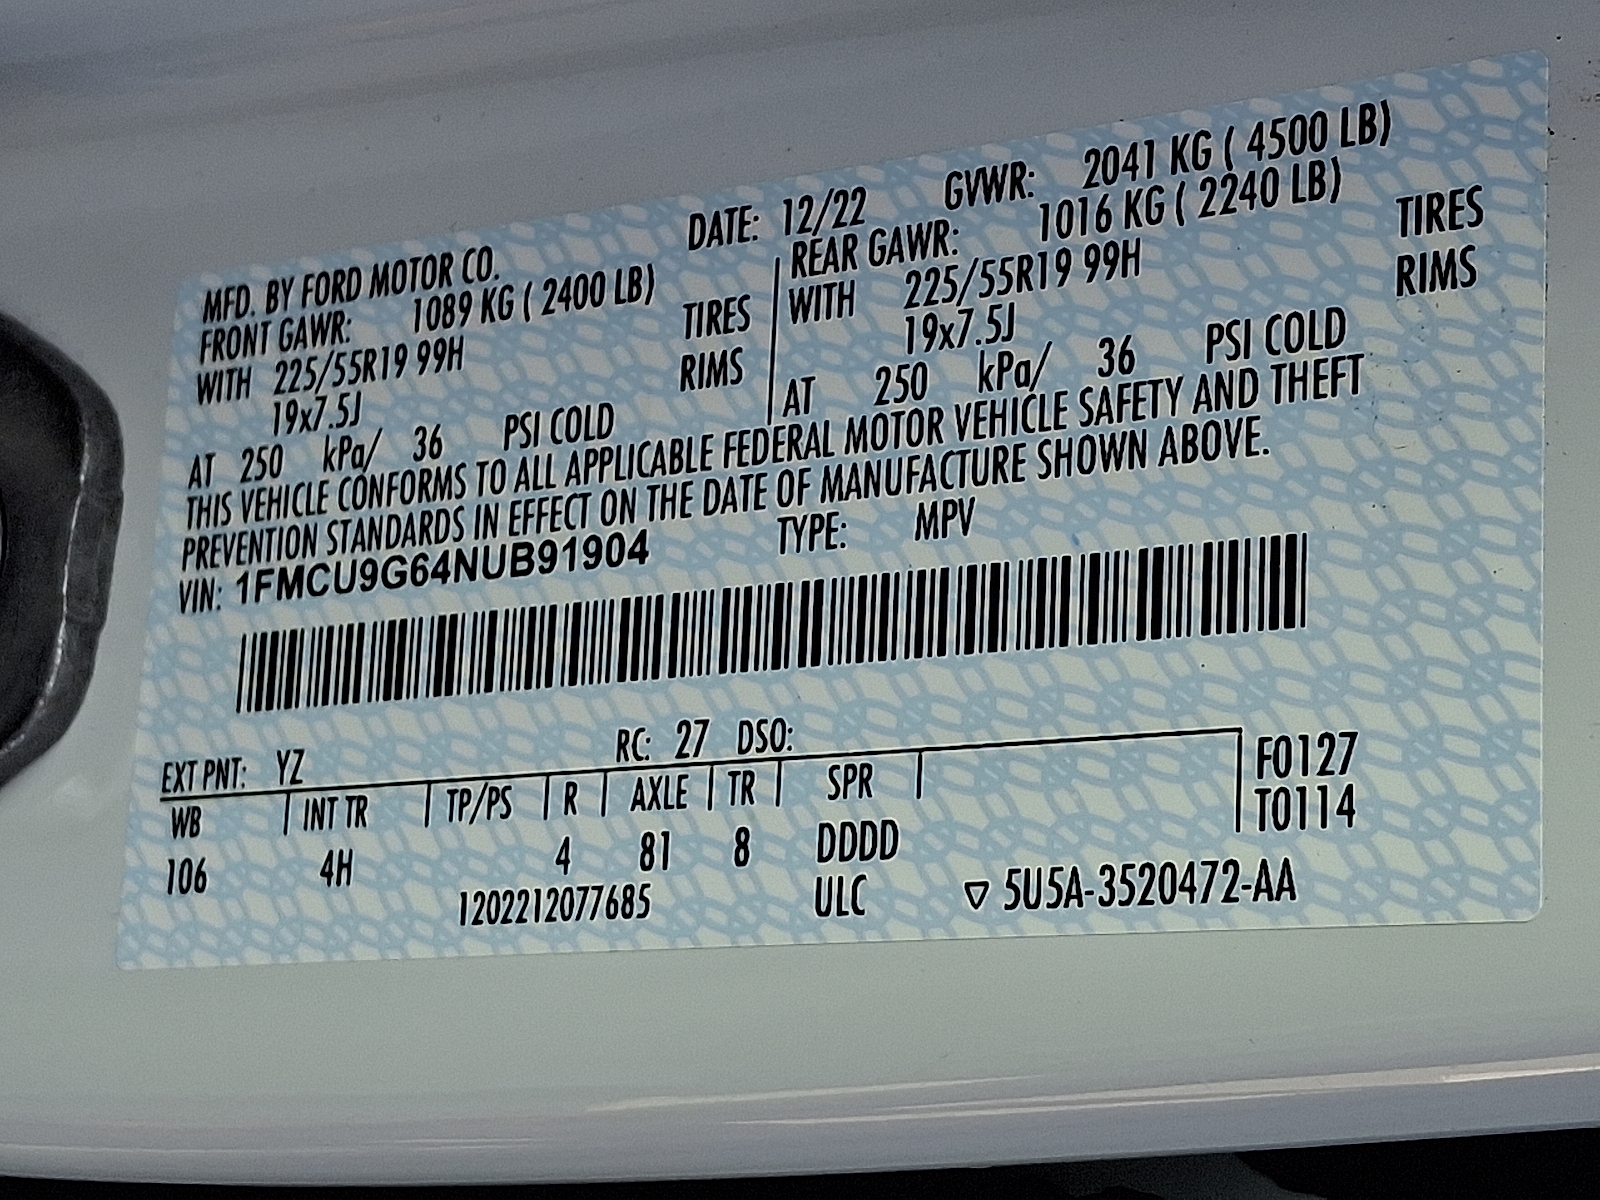 MFD. BY FORD MOTOR CO. DATE: 12/22 GVWR: 2041 KG ( 4500 LB)
FRONT GAWR: 1089 KG ( 2400 LB) REAR GAWR: 1016 KG ( 2240 LB)
WITH 225/55R19 99H TIRES WITH 225/55R19 99H TIRES
19x7.5J RIMS 19x7.5J RIMS
AT 250 kPa/ 36 PSI COLD AT 250 kPa/ 36 PSI COLD
THIS VEHICLE CONFORMS TO ALL APPLICABLE FEDERAL MOTOR VEHICLE SAFETY AND THEFT
PREVENTION STANDARDS IN EFFECT ON THE DATE OF MANUFACTURE SHOWN ABOVE.
VIN: 1FMCU9G64NUB91904 TYPE: MPV
EXT PNT: YZ RC: 27 DSO:
WB INT TR TP/PS R AXLE TR SPR F0127
106 4H 4 81 8 DDDD T0114
1202212077685 ULC ▽ 5U5A-3520472-AA